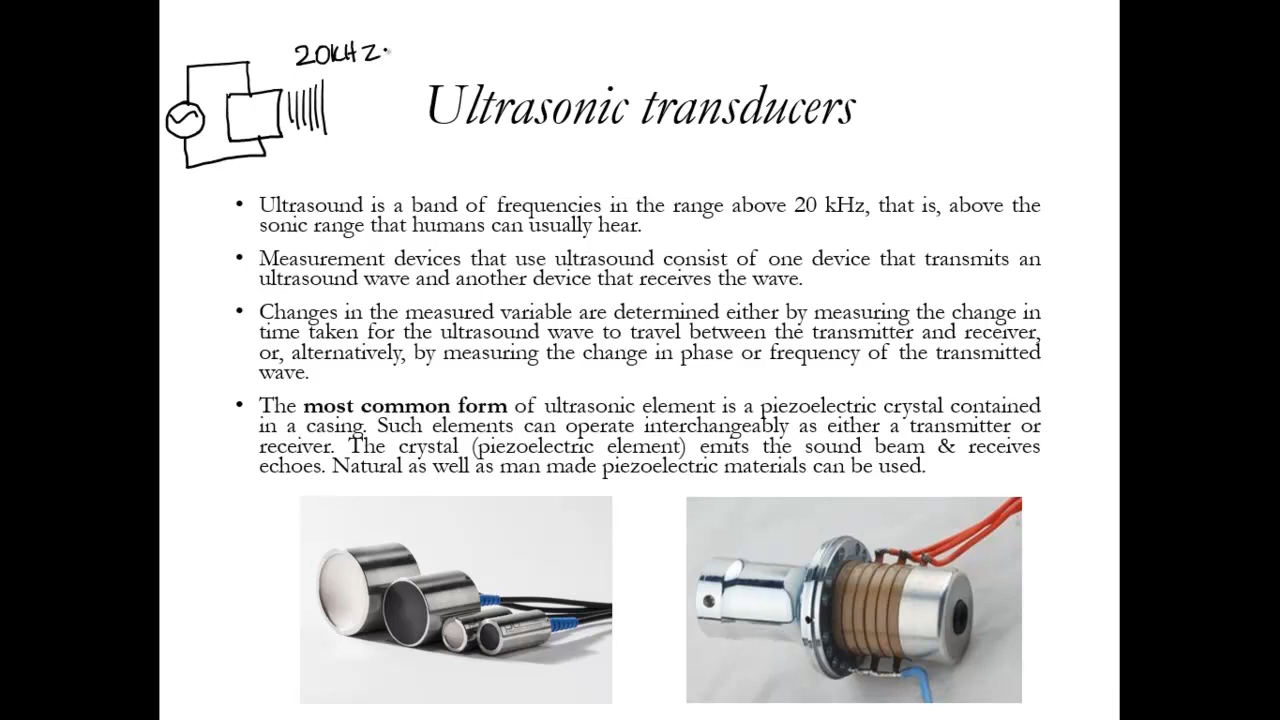 20kHz.
Ultrasonic transducers
• Ultrasound is a band of frequencies in the range above 20 kHz, that is, above the
sonic range that humans can usually hear.
• Measurement devices that use ultrasound consist of one device that transmits an
ultrasound wave and another device that receives the wave.
• Changes in the measured variable are determined either by measuring the change in
time taken for the ultrasound wave to travel between the transmitter and receiver,
or, alternatively, by measuring the change in phase or frequency of the transmitted
wave.
• The most common form of ultrasonic element is a piezoelectric crystal contained
in a casing. Such elements can operate interchangeably as either a transmitter or
receiver. The crystal (piezoelectric element) emits the sound beam & receives
echoes. Natural as well as man made piezoelectric materials can be used.